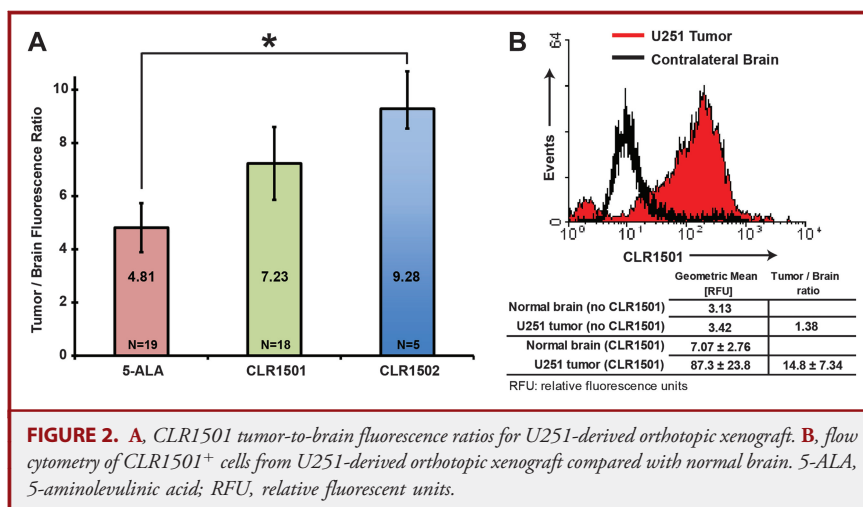 A
*
Tumor / Brain Fluorescence Ratio
10
8
6
4
2
0
4.81
7.23
9.28
N=19
N=18
N=5
5-ALA
CLR1501
CLR1502
B
U251 Tumor
Contralateral Brain
64
Events
0
10⁰ 10¹ 10² 10³ 10⁴
CLR1501
Geometric Mean [RFU] Tumor / Brain ratio
Normal brain (no CLR1501) 3.13
U251 tumor (no CLR1501) 3.42 1.38
Normal brain (CLR1501) 7.07 ± 2.76
U251 tumor (CLR1501) 87.3 ± 23.8 14.8 ± 7.34
RFU: relative fluorescence units
FIGURE 2. A, CLR1501 tumor-to-brain fluorescence ratios for U251-derived orthotopic xenograft. B, flow
cytometry of CLR1501⁺ cells from U251-derived orthotopic xenograft compared with normal brain. 5-ALA,
5-aminolevulinic acid; RFU, relative fluorescent units.